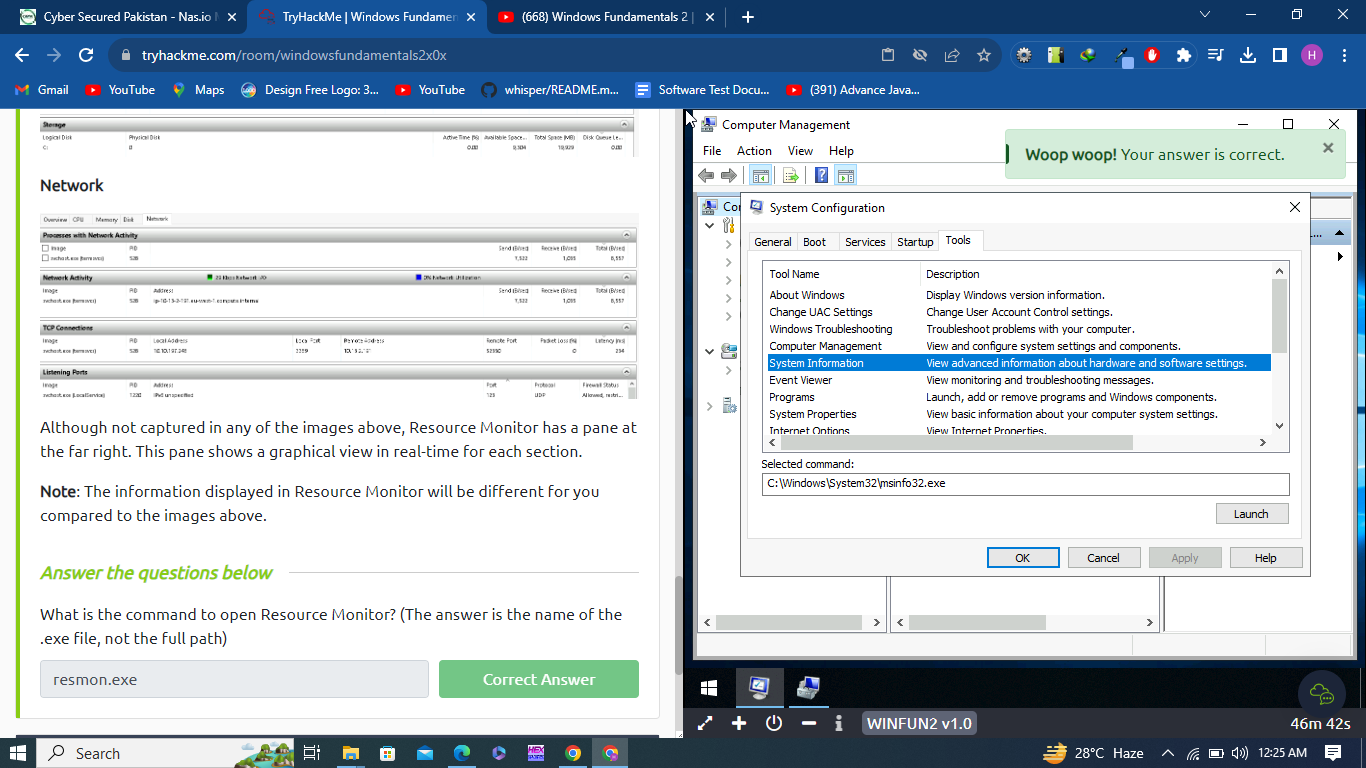 Cyber Secured Pakistan - Nas.io
TryHackMe | Windows Fundamen
(668) Windows Fundamentals 2 |
tryhackme.com/room/windowsfundamentals2x0x
H
Gmail
YouTube
Maps
Design Free Logo: 3...
YouTube
whisper/README.m...
Software Test Docu...
(391) Advance Java...
Storage
Logical Disk Physical Disk Active Time (%) Available Space... Total Space (MB) Disk Queue Le...
Network
Overview CPU Memory Disk Network
Processes with Network Activity
Image PID Send (B/sec) Receive (B/sec) Total (B/sec)
Network Activity
Image PID Address Send (B/sec) Receive (B/sec) Total (B/sec)
TCP Connections
Image PID Local Address Local Port Remote Address Remote Port Packet Loss (%) Latency (ms)
Listening Ports
Image PID Address Port Protocol Firewall Status
Although not captured in any of the images above, Resource Monitor has a pane at
the far right. This pane shows a graphical view in real-time for each section.
Note: The information displayed in Resource Monitor will be different for you
compared to the images above.
Answer the questions below
What is the command to open Resource Monitor? (The answer is the name of the
.exe file, not the full path)
resmon.exe
Correct Answer
Computer Management
File Action View Help
Woop woop! Your answer is correct.
System Configuration
General Boot Services Startup Tools
Tool Name Description
About Windows Display Windows version information.
Change UAC Settings Change User Account Control settings.
Windows Troubleshooting Troubleshoot problems with your computer.
Computer Management View and configure system settings and components.
System Information View advanced information about hardware and software settings.
Event Viewer View monitoring and troubleshooting messages.
Programs Launch, add or remove programs and Windows components.
System Properties View basic information about your computer system settings.
Internet Options View Internet Properties.
Selected command:
C:\Windows\System32\msinfo32.exe
Launch
OK Cancel Apply Help
WINFUN2 v1.0
46m 42s
Search
28°C Haze
12:25 AM